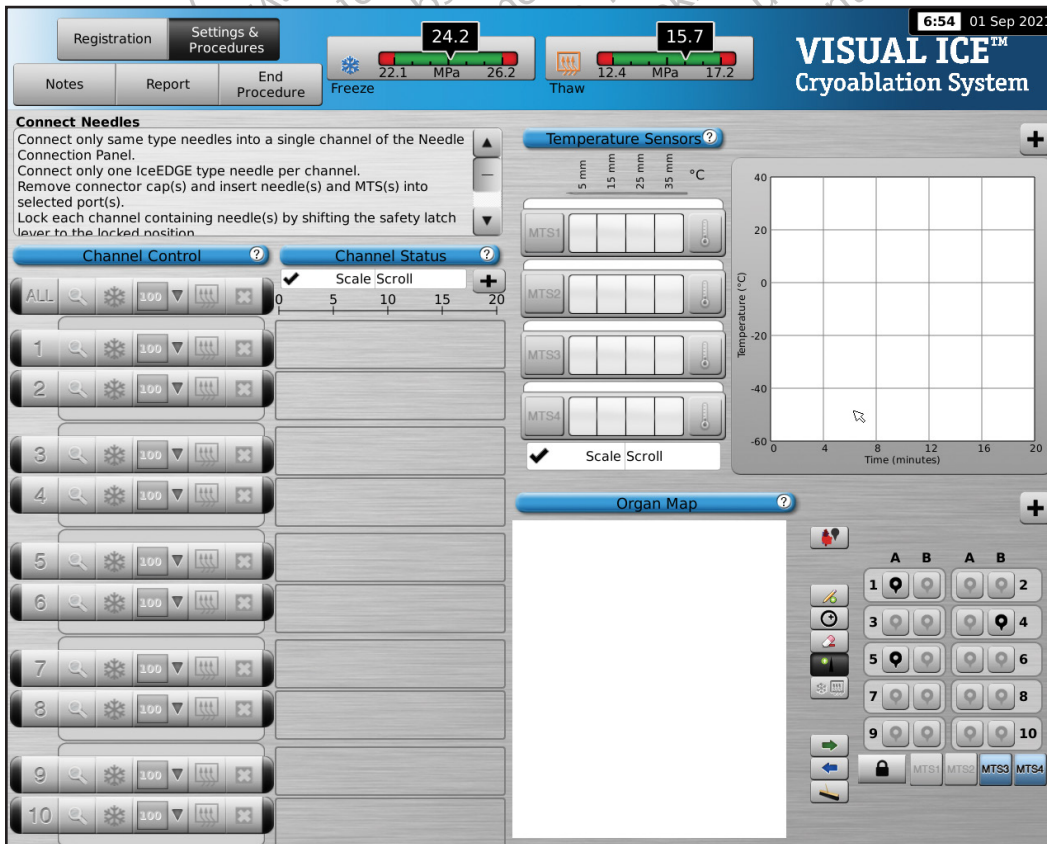 Registration
Settings &
Procedures
Notes
Report
End
Procedure
24.2
22.1 MPa 26.2
Freeze
15.7
12.4 MPa 17.2
Thaw
6:54 01 Sep 2021
VISUAL ICE™
Cryoablation System
Connect Needles
Connect only same type needles into a single channel of the Needle
Connection Panel.
Connect only one IceEDGE type needle per channel.
Remove connector cap(s) and insert needle(s) and MTS(s) into
selected port(s).
Lock each channel containing needle(s) by shifting the safety latch
lever to the locked position
Channel Control ?
Channel Status ?
Scale Scroll
0 5 10 15 20
ALL 100
1 100
2 100
3 100
4 100
5 100
6 100
7 100
8 100
9 100
10 100
Temperature Sensors ?
5 mm
15 mm
25 mm
35 mm
°C
MTS1
MTS2
MTS3
MTS4
Scale Scroll
Temperature (°C)
40
20
0
-20
-40
-60
0 4 8 12 16 20
Time (minutes)
Organ Map ?
A B A B
1 2
3 4
5 6
7 8
9 10
MTS1 MTS2 MTS3 MTS4